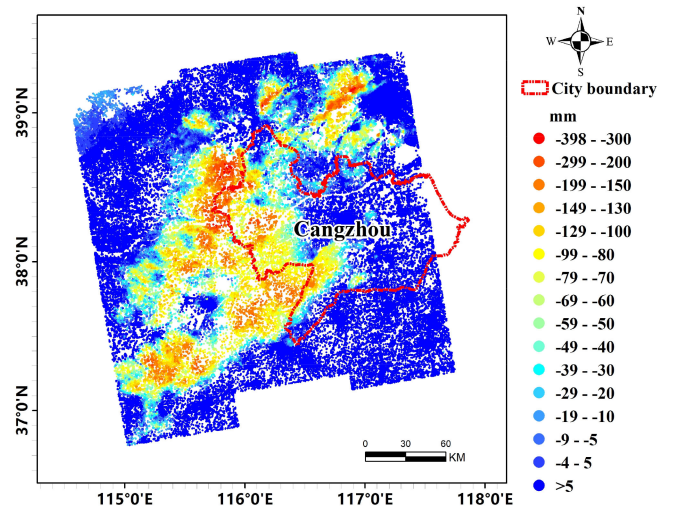 N
W
E
S
City boundary
mm
-398 - -300
-299 - -200
-199 - -150
-149 - -130
-129 - -100
-99 - -80
-79 - -70
-69 - -60
-59 - -50
-49 - -40
-39 - -30
-29 - -20
-19 - -10
-9 - -5
-4 - 5
>5
39°0'N
38°0'N
37°0'N
Cangzhou
0 30 60
KM
115°0'E 116°0'E 117°0'E 118°0'E